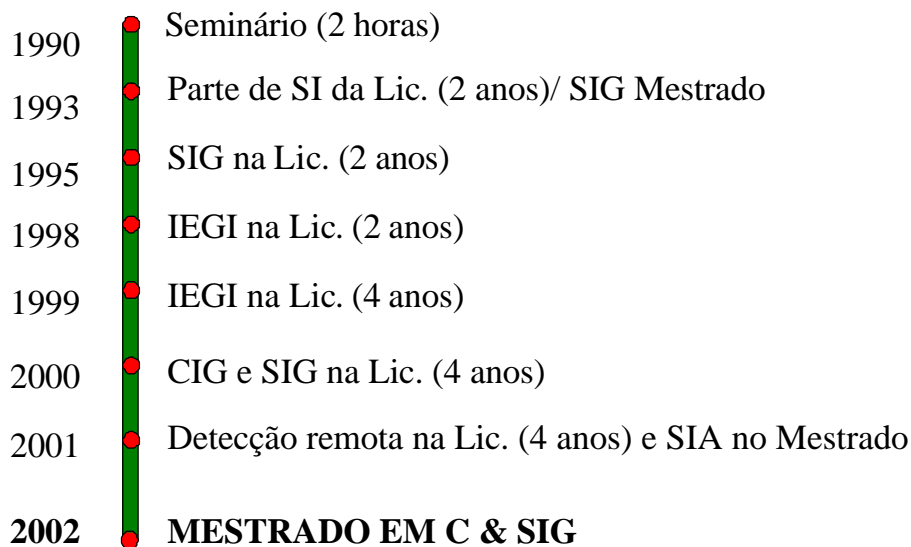 1990 Seminário (2 horas)
1993 Parte de SI da Lic. (2 anos)/ SIG Mestrado
1995 SIG na Lic. (2 anos)
1998 IEGI na Lic. (2 anos)
1999 IEGI na Lic. (4 anos)
2000 CIG e SIG na Lic. (4 anos)
2001 Detecção remota na Lic. (4 anos) e SIA no Mestrado
2002 MESTRADO EM C & SIG